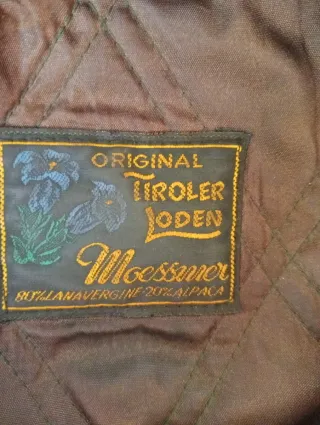 ORIGINAL
TIROLER
LODEN
Moessmer
80% LANAVERGINE-20% ALPACA